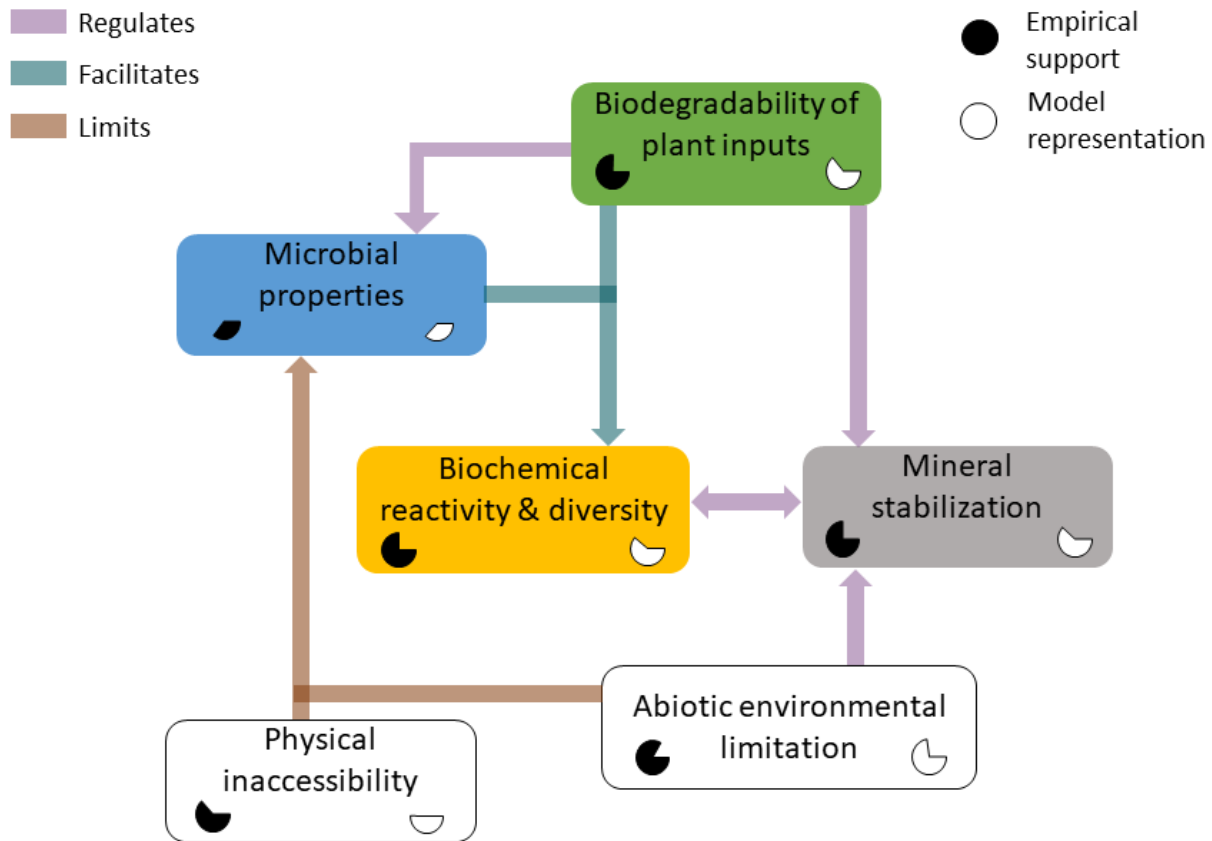 Regulates
Facilitates
Limits
Empirical
support
Model
representation
Biodegradability of
plant inputs
Microbial
properties
Biochemical
reactivity & diversity
Mineral
stabilization
Abiotic environmental
limitation
Physical
inaccessibility